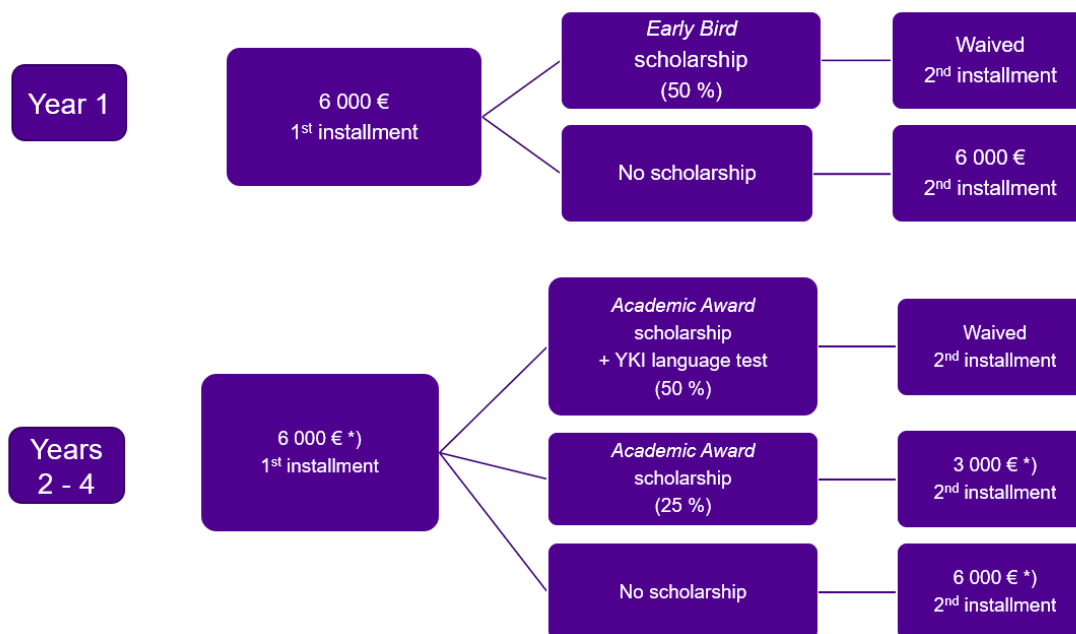 Year 1
6 000 €
1st installment
Early Bird
scholarship
(50 %)
Waived
2nd installment
No scholarship
6 000 €
2nd installment
Years
2 - 4
6 000 € *)
1st installment
Academic Award
scholarship
+ YKI language test
(50 %)
Waived
2nd installment
Academic Award
scholarship
(25 %)
3 000 € *)
2nd installment
No scholarship
6 000 € *)
2nd installment